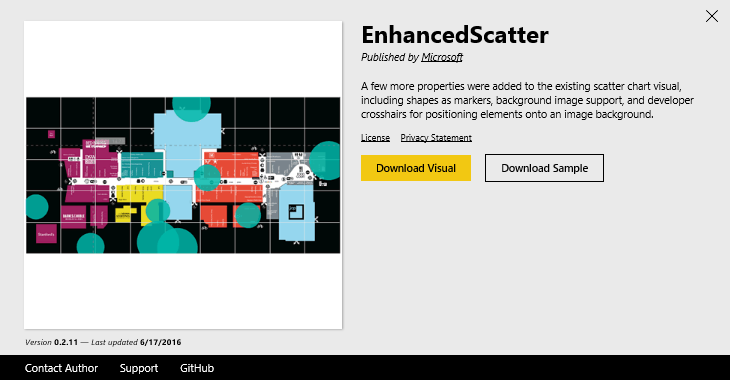 EnhancedScatter
Published by Microsoft
A few more properties were added to the existing scatter chart visual,
including shapes as markers, background image support, and developer
crosshairs for positioning elements onto an image background.
License Privacy Statement
Download Visual Download Sample
Version 0.2.11 — Last updated 6/17/2016
Contact Author Support GitHub